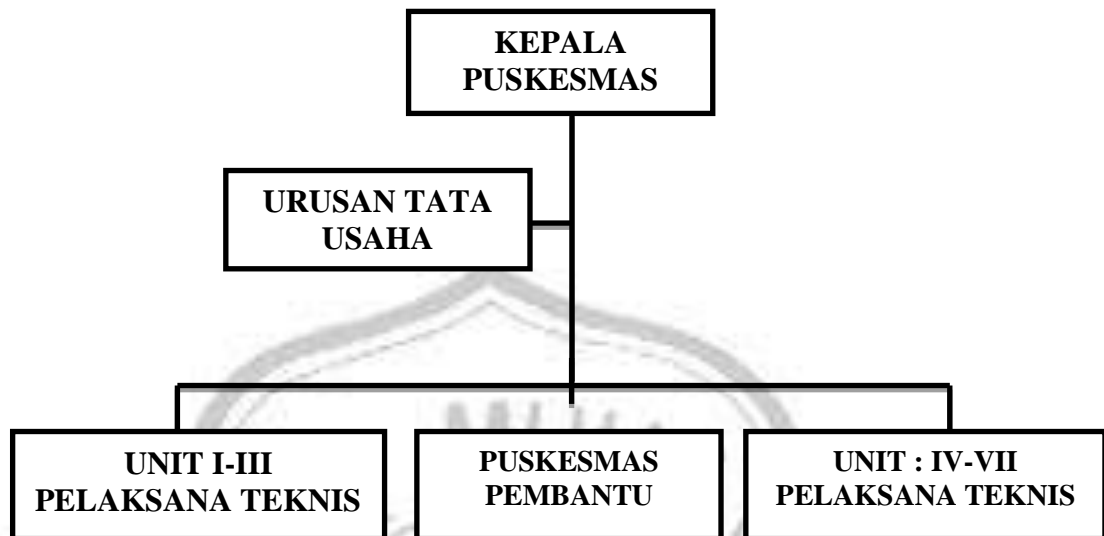 KEPALA
PUSKESMAS
URUSAN TATA
USAHA
UNIT I-III
PELAKSANA TEKNIS
PUSKESMAS
PEMBANTU
UNIT : IV-VII
PELAKSANA TEKNIS